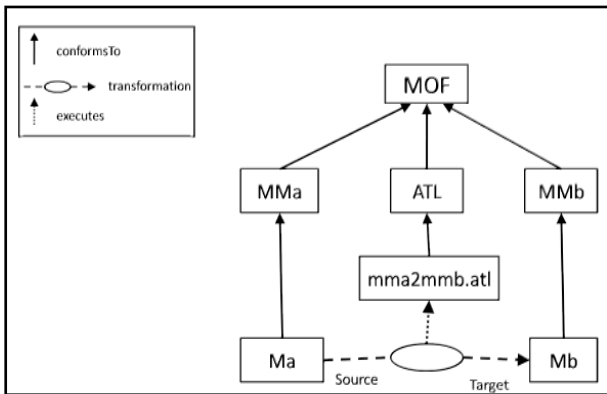 conformsTo
transformation
executes
MOF
MMa
ATL
MMb
mma2mmb.atl
Ma
Mb
Source
Target